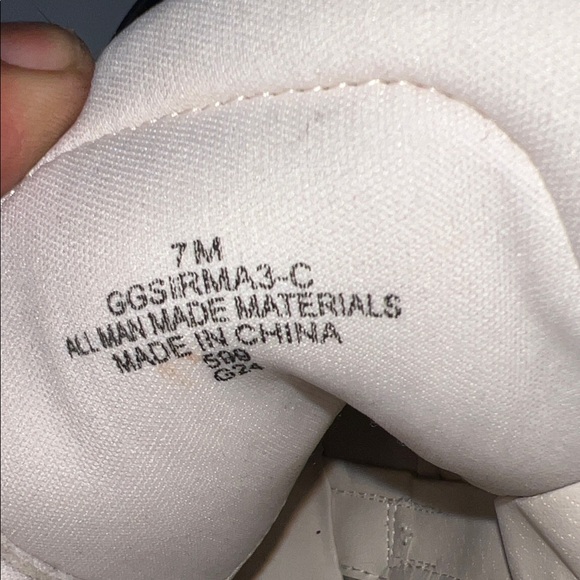 7M
GGSIRMA3-C
ALL MAN MADE MATERIALS
MADE IN CHINA
599
G24